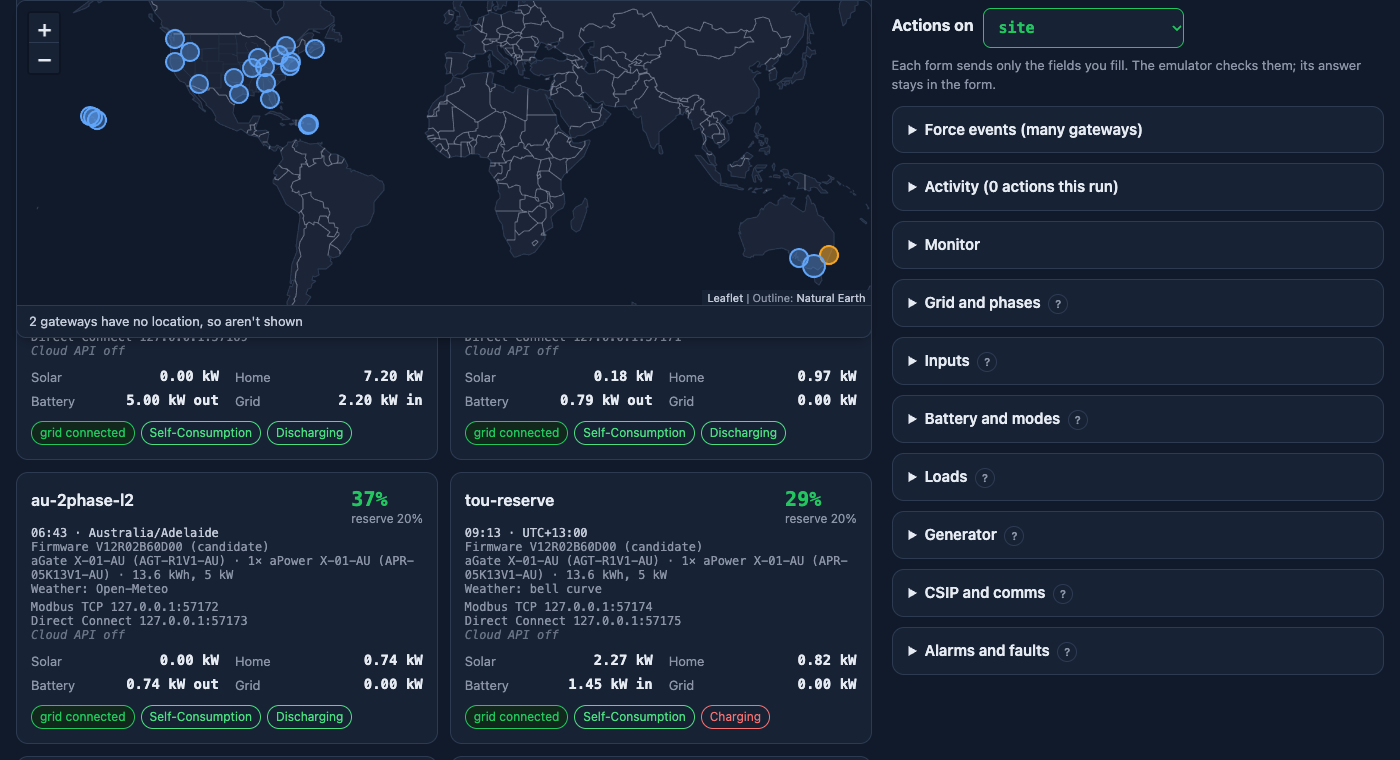 +
−
Leaflet | Outline: Natural Earth
2 gateways have no location, so aren't shown
Cloud API off
Solar 0.00 kW Home 7.20 kW
Battery 5.00 kW out Grid 2.20 kW in
grid connected Self-Consumption Discharging
Cloud API off
Solar 0.18 kW Home 0.97 kW
Battery 0.79 kW out Grid 0.00 kW
grid connected Self-Consumption Discharging
au-2phase-l2 37%
reserve 20%
06:43 · Australia/Adelaide
Firmware V12R02B60D00 (candidate)
aGate X-01-AU (AGT-R1V1-AU) · 1× aPower X-01-AU (APR-
05K13V1-AU) · 13.6 kWh, 5 kW
Weather: Open-Meteo
Modbus TCP 127.0.0.1:57172
Direct Connect 127.0.0.1:57173
Cloud API off
Solar 0.00 kW Home 0.74 kW
Battery 0.74 kW out Grid 0.00 kW
grid connected Self-Consumption Discharging
tou-reserve 29%
reserve 20%
09:13 · UTC+13:00
Firmware V12R02B60D00 (candidate)
aGate X-01-AU (AGT-R1V1-AU) · 1× aPower X-01-AU (APR-
05K13V1-AU) · 13.6 kWh, 5 kW
Weather: bell curve
Modbus TCP 127.0.0.1:57174
Direct Connect 127.0.0.1:57175
Cloud API off
Solar 2.27 kW Home 0.82 kW
Battery 1.45 kW in Grid 0.00 kW
grid connected Self-Consumption Charging
Actions on site
Each form sends only the fields you fill. The emulator checks them; its answer
stays in the form.
Force events (many gateways)
Activity (0 actions this run)
Monitor
Grid and phases ?
Inputs ?
Battery and modes ?
Loads ?
Generator ?
CSIP and comms ?
Alarms and faults ?